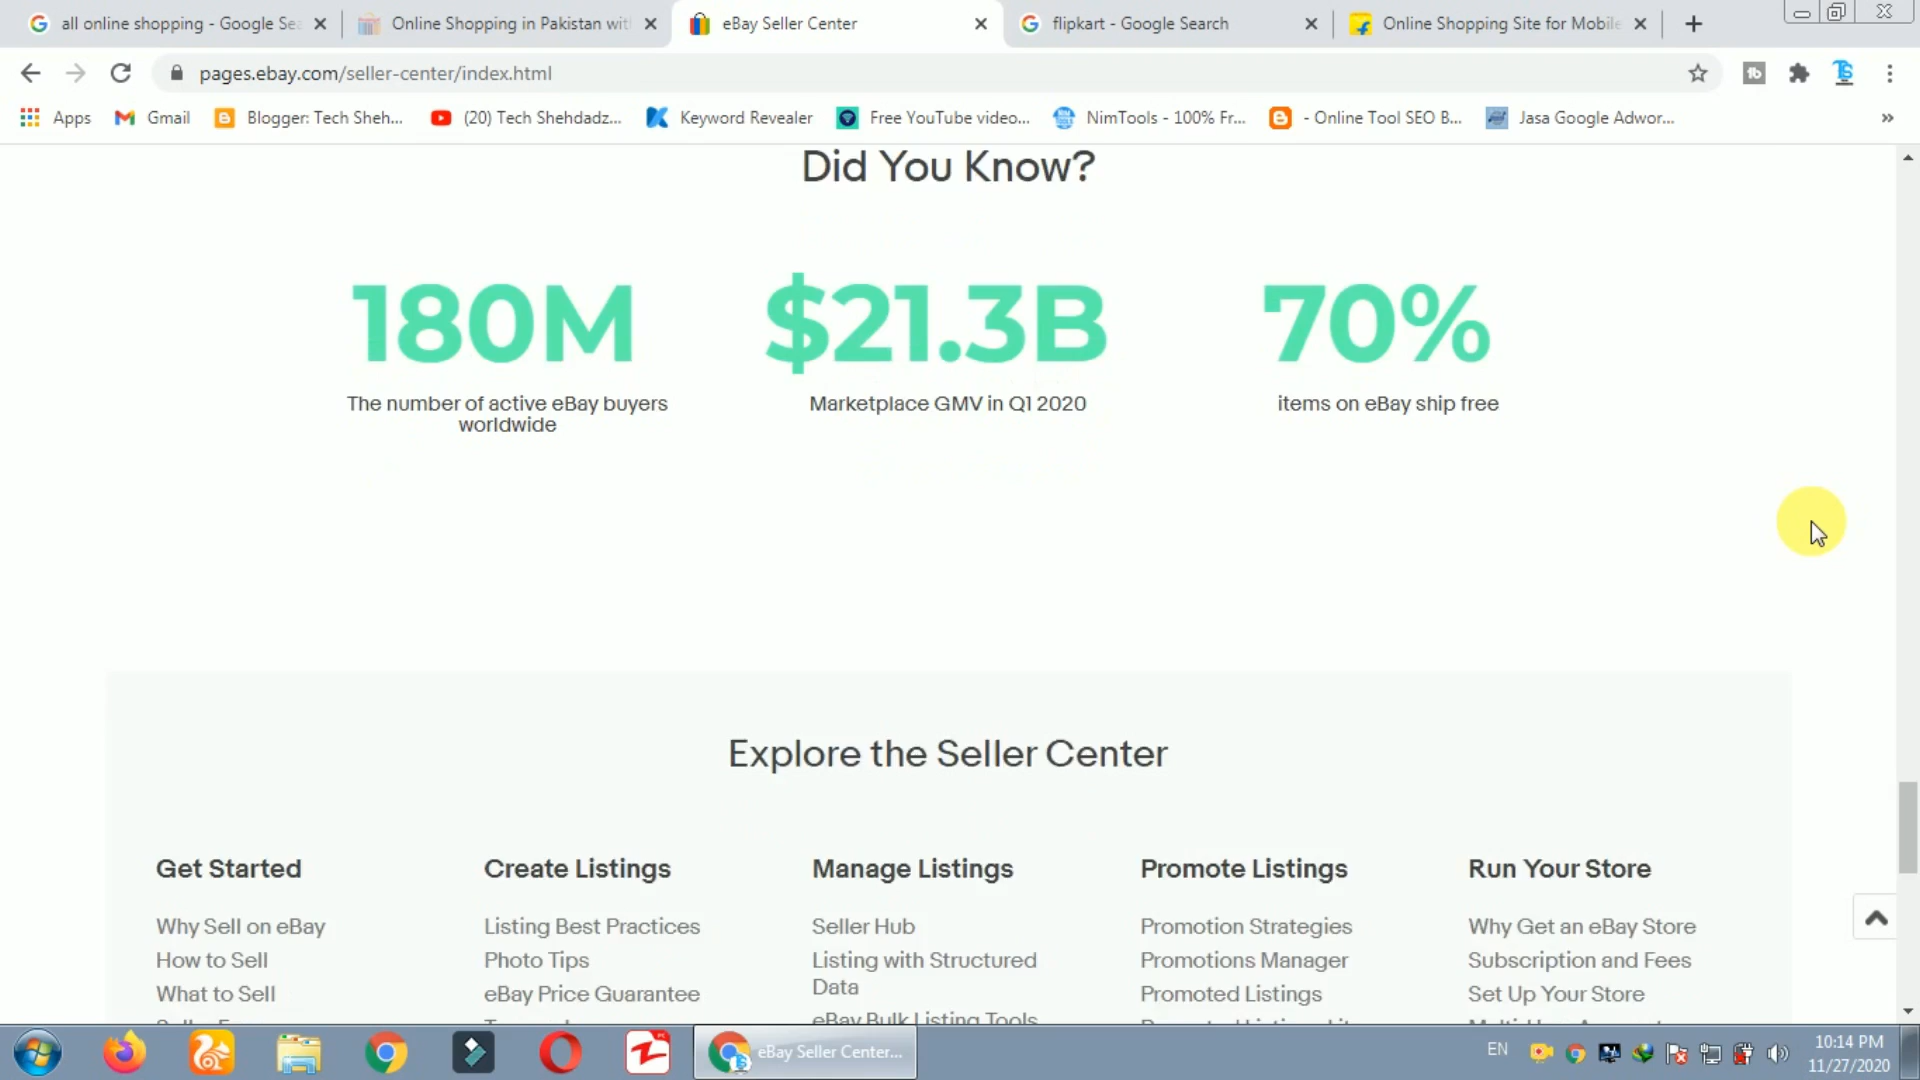 all online shopping - Google Se
Online Shopping in Pakistan wit
eBay Seller Center
flipkart - Google Search
Online Shopping Site for Mobile
pages.ebay.com/seller-center/index.html
Apps
Gmail
Blogger: Tech Sheh...
(20) Tech Shehdadz...
Keyword Revealer
Free YouTube video...
NimTools - 100% Fr...
- Online Tool SEO B...
Jasa Google Adwor...
»
Did You Know?
180M
$21.3B
70%
The number of active eBay buyers
worldwide
Marketplace GMV in Q1 2020
items on eBay ship free
Explore the Seller Center
Get Started
Create Listings
Manage Listings
Promote Listings
Run Your Store
Why Sell on eBay
Listing Best Practices
Seller Hub
Promotion Strategies
Why Get an eBay Store
How to Sell
Photo Tips
Listing with Structured
Data
Promotions Manager
Subscription and Fees
What to Sell
eBay Price Guarantee
Promoted Listings
Set Up Your Store
eBay Bulk Listing Tools
eBay Seller Center...
EN
10:14 PM
11/27/2020